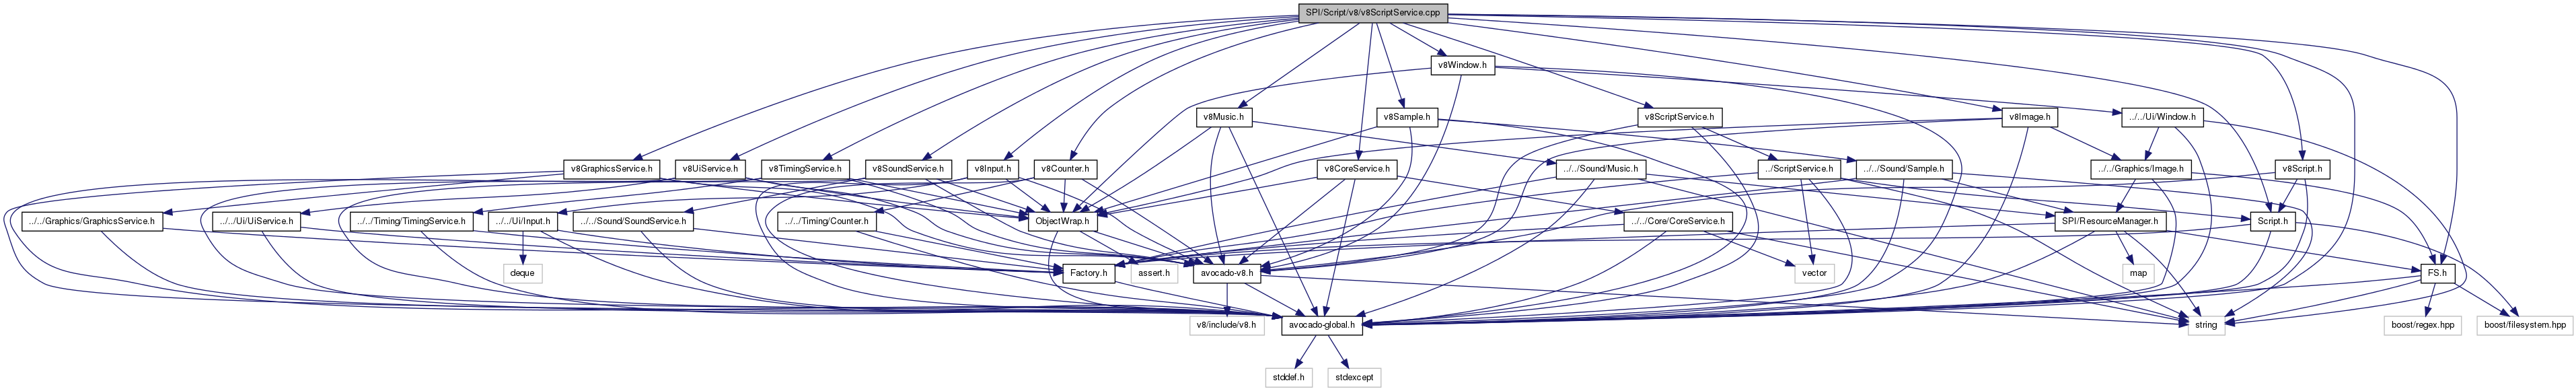 SPI/Script/v8/v8ScriptService.cpp
v8Window.h
v8Music.h
v8Sample.h
v8ScriptService.h
v8Image.h
../../Ui/Window.h
v8GraphicsService.h
v8UiService.h
v8TimingService.h
v8SoundService.h
v8Input.h
v8Counter.h
v8CoreService.h
../../Sound/Music.h
../ScriptService.h
../../Sound/Sample.h
../../Graphics/Image.h
v8Script.h
../../Graphics/GraphicsService.h
../../Ui/UiService.h
../../Timing/TimingService.h
../../Ui/Input.h
../../Sound/SoundService.h
../../Timing/Counter.h
ObjectWrap.h
../../Core/CoreService.h
SPI/ResourceManager.h
Script.h
deque
Factory.h
assert.h
avocado-v8.h
vector
map
FS.h
v8/include/v8.h
avocado-global.h
string
boost/regex.hpp
boost/filesystem.hpp
stddef.h
stdexcept